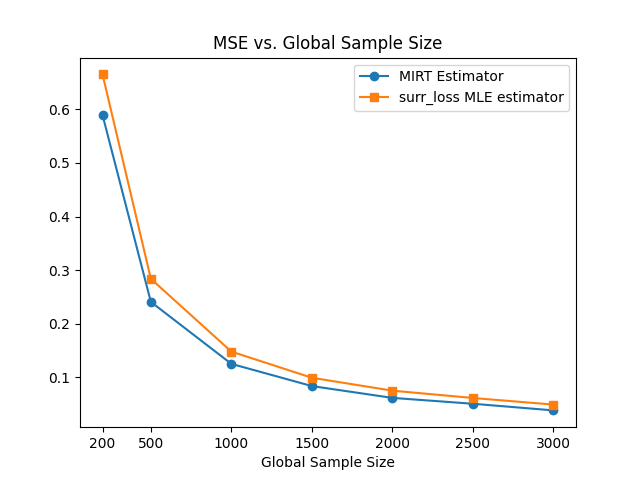 MSE vs. Global Sample Size
MIRT Estimator
surr_loss MLE estimator
0.6
0.5
0.4
0.3
0.2
0.1
200 500 1000 1500 2000 2500 3000
Global Sample Size